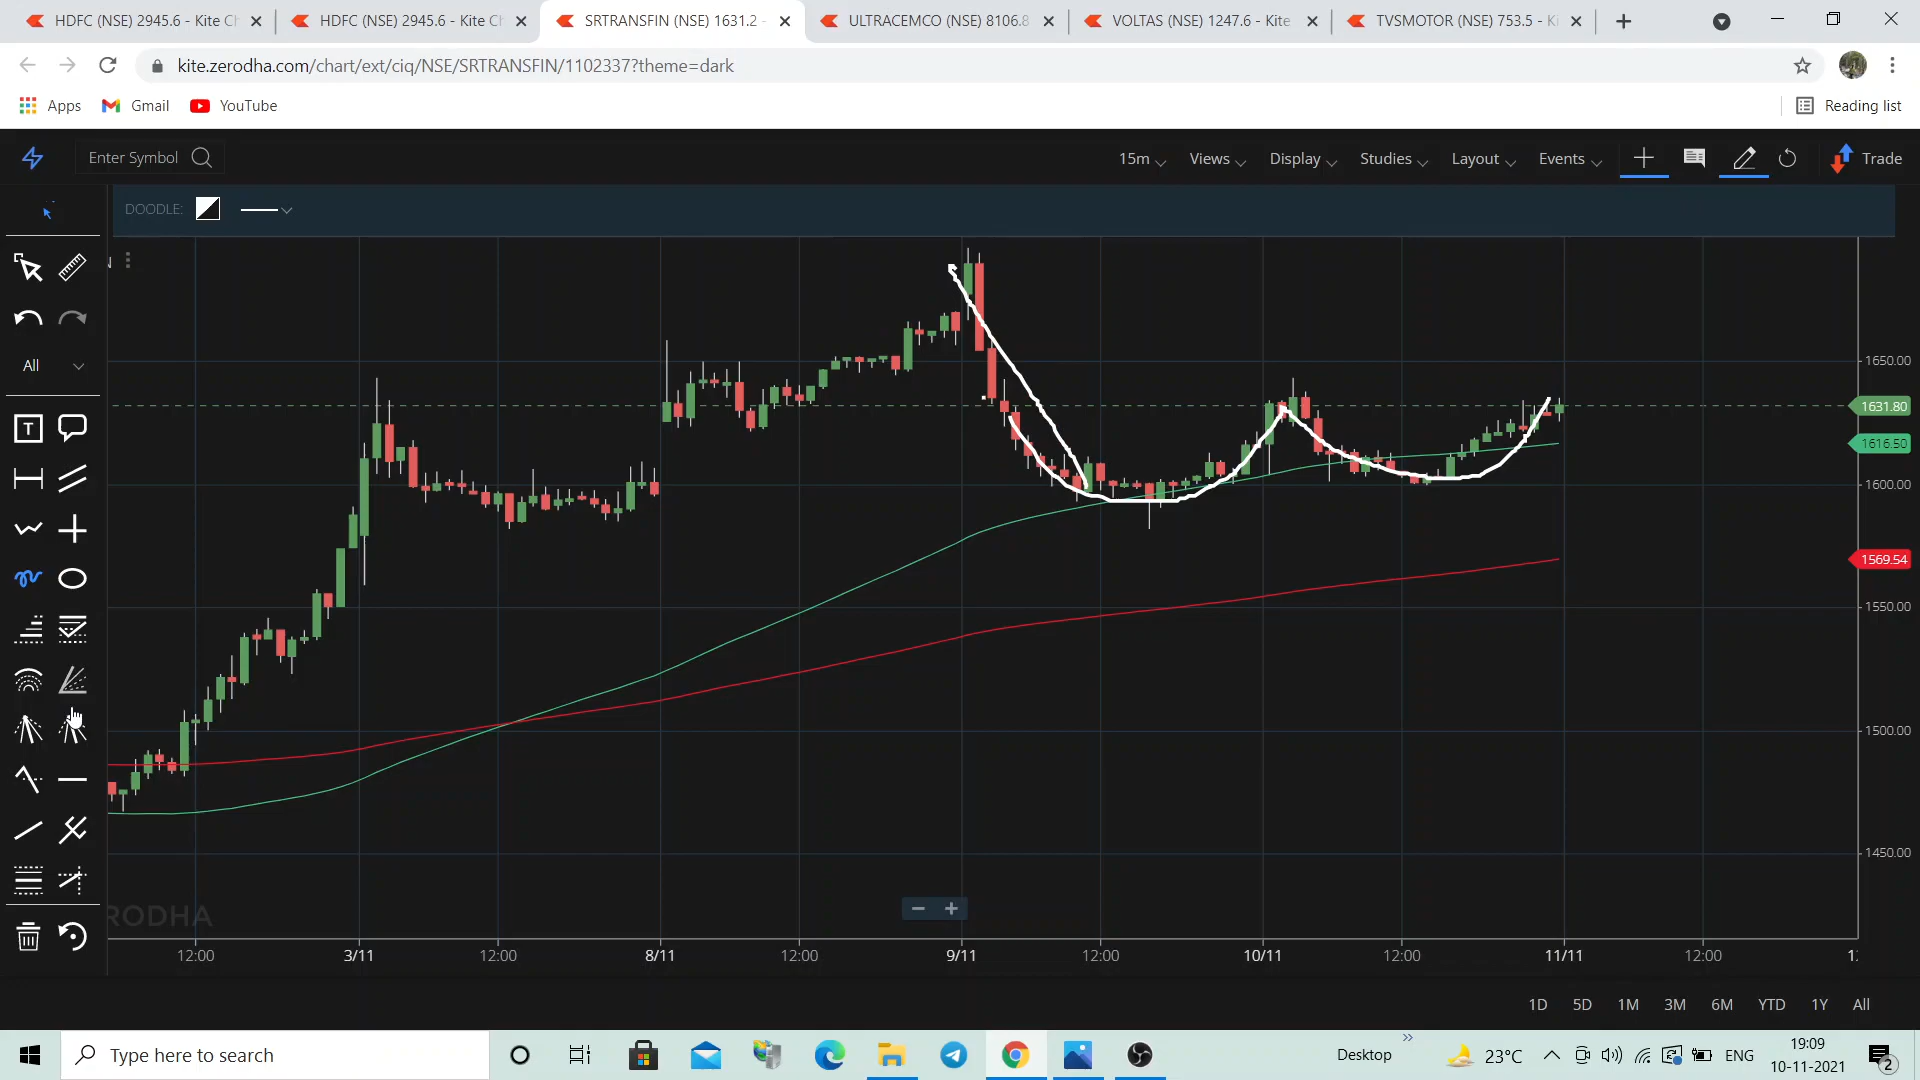 HDFC (NSE) 2945.6 - Kite Ch
HDFC (NSE) 2945.6 - Kite Ch
SRTRANSFIN (NSE) 1631.2 -
ULTRACEMCO (NSE) 8106.8
VOLTAS (NSE) 1247.6 - Kite
TVSMOTOR (NSE) 753.5 - Ki
kite.zerodha.com/chart/ext/ciq/NSE/SRTRANSFIN/1102337?theme=dark
Apps Gmail YouTube Reading list
Enter Symbol 15m Views Display Studies Layout Events Trade
DOODLE:
All
T
1650.00
1631.80
1616.50
1600.00
1569.54
1550.00
1500.00
1450.00
RODHA
12:00 3/11 12:00 8/11 12:00 9/11 12:00 10/11 12:00 11/11 12:00
1D 5D 1M 3M 6M YTD 1Y All
Type here to search Desktop 23°C ENG 19:09
10-11-2021
2